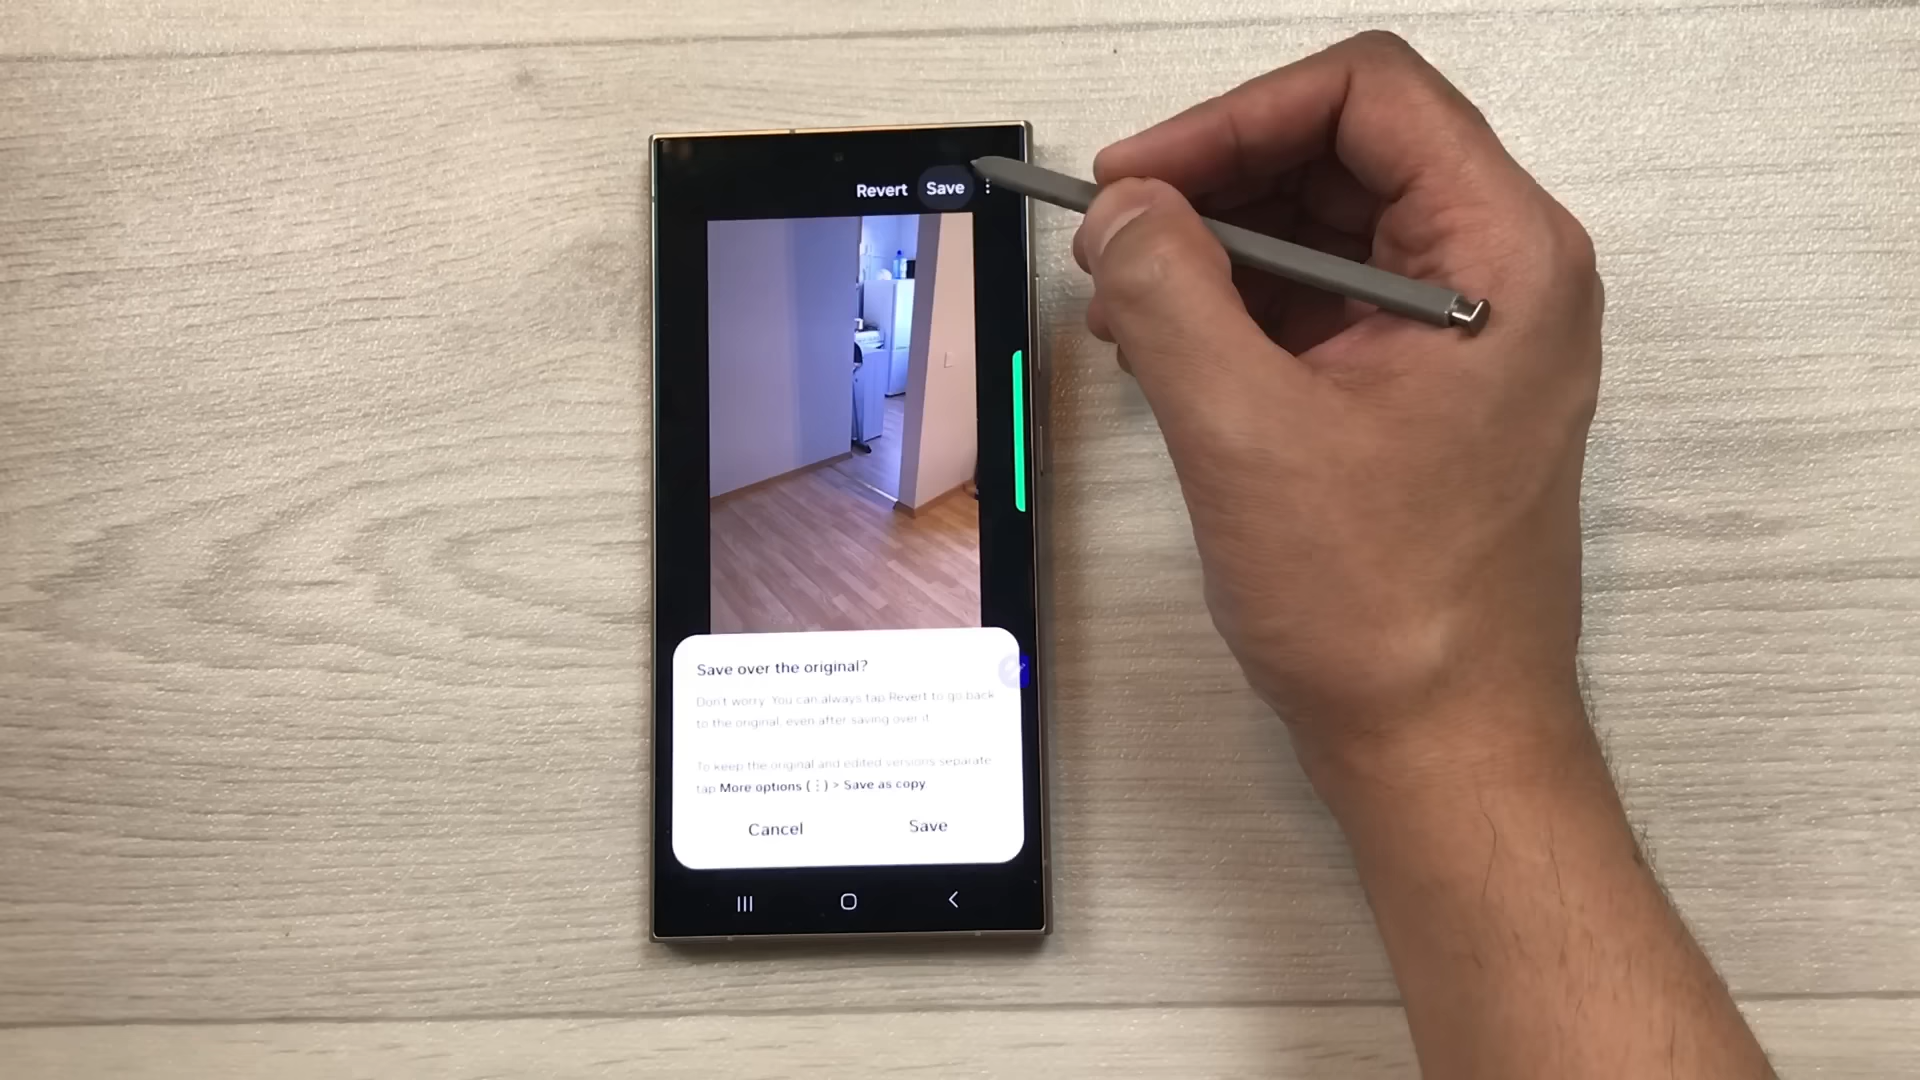 Revert Save
Save over the original?
Don't worry. You can always tap Revert to go back
to the original, even after saving over it.
To keep the original and edited versions separate,
tap More options ( ⋮ ) > Save as copy.
Cancel Save